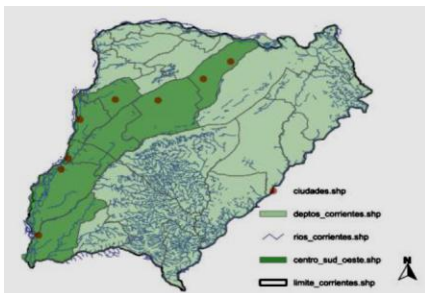 ciudades.shp
deptos_corrientes.shp
rios_corrientes.shp
centro_sud_oeste.shp
N
limite_corrientes.shp